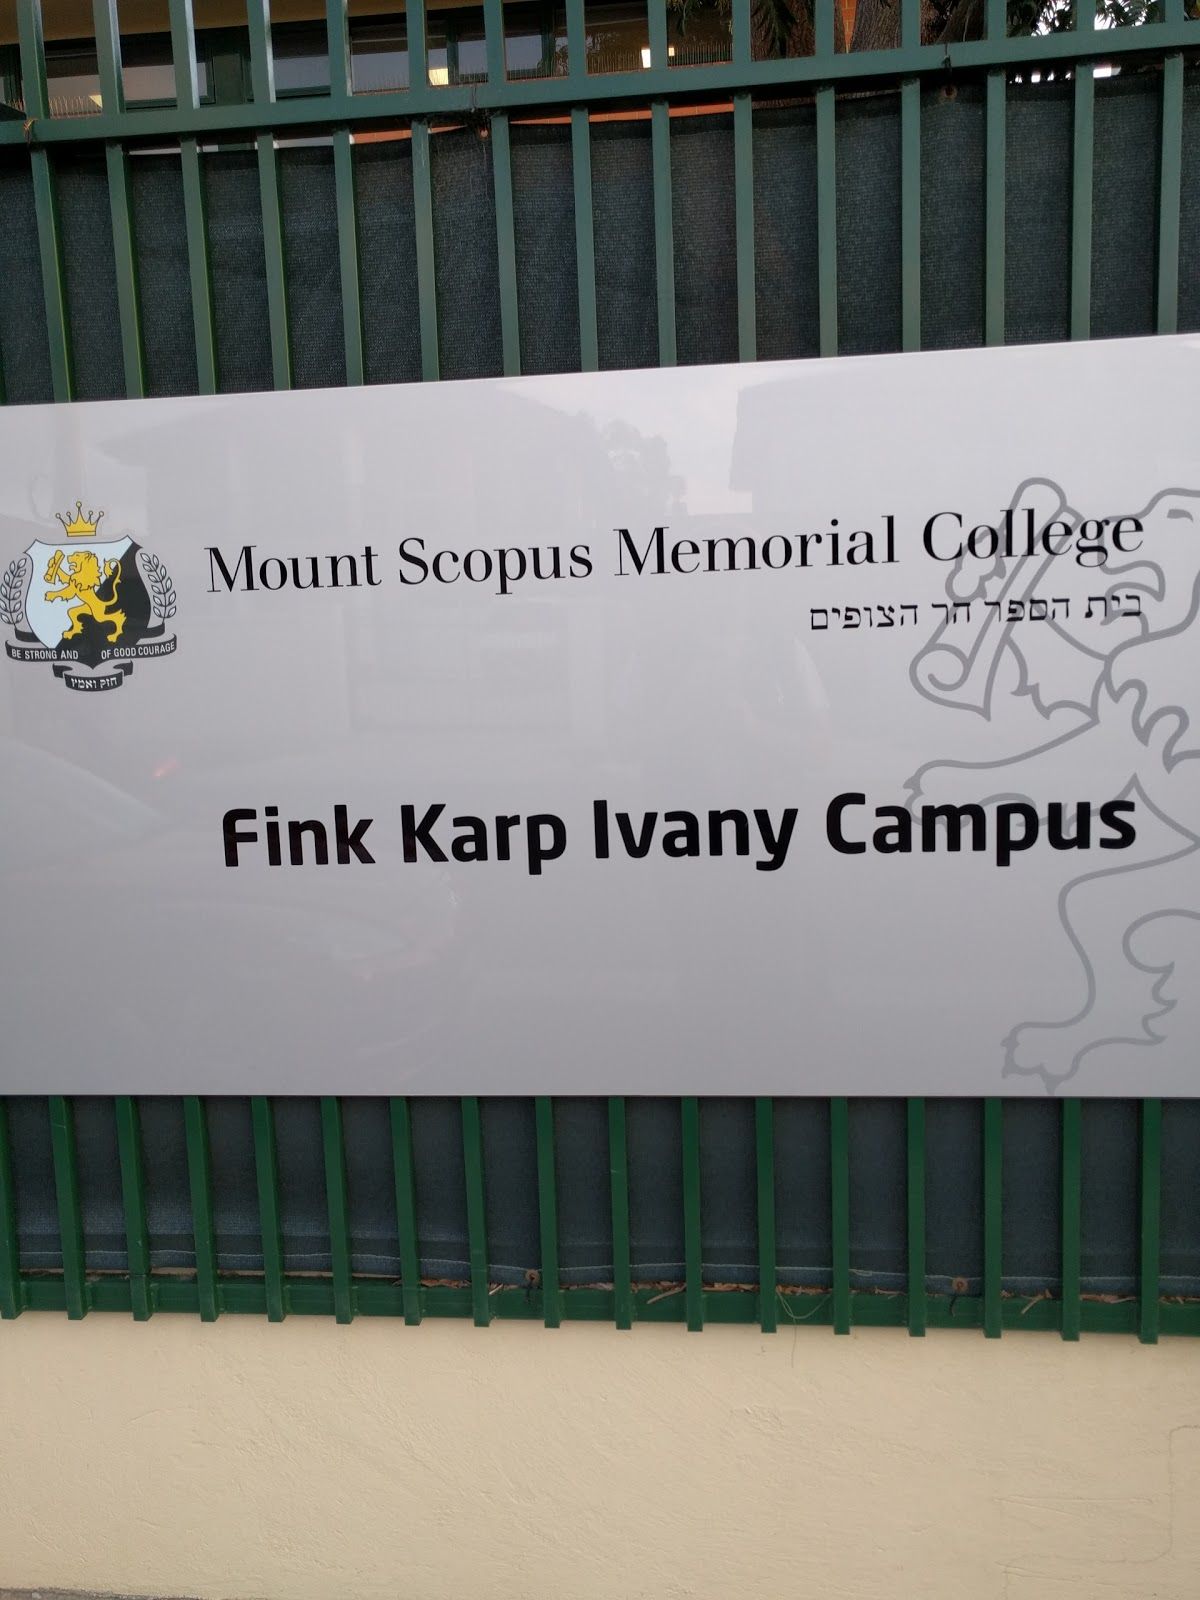 Mount Scopus Memorial College
בית הספר הר הצופים
BE STRONG AND OF GOOD COURAGE
חזק ואמץ
Fink Karp Ivany Campus